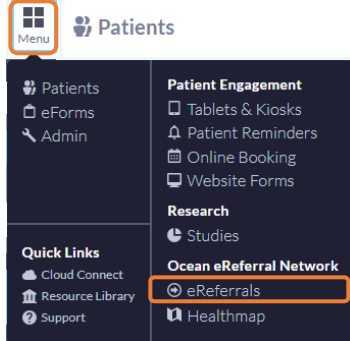 Menu
Patients
Patients
eForms
Admin
Quick Links
Cloud Connect
Resource Library
Support
Patient Engagement
Tablets & Kiosks
Patient Reminders
Online Booking
Website Forms
Research
Studies
Ocean eReferral Network
eReferrals
Healthmap